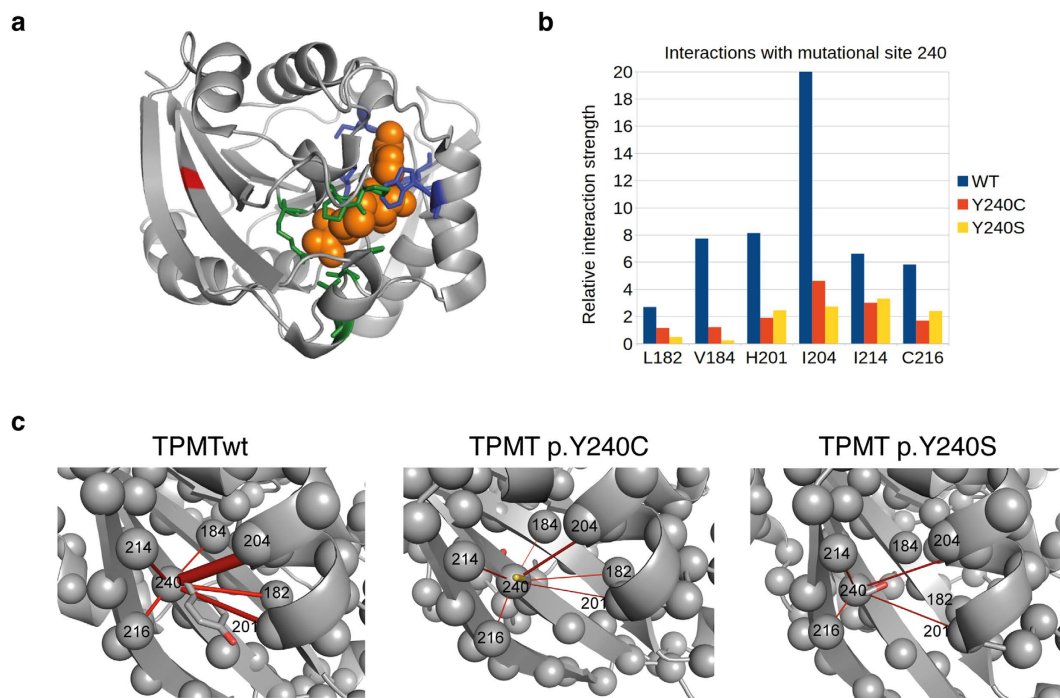 a
b
Interactions with mutational site 240
Relative interaction strength
20
18
16
14
12
10
8
6
4
2
0
L182 V184 H201 I204 I214 C216
WT
Y240C
Y240S
c
TPMTwt
TPMT p.Y240C
TPMT p.Y240S
184
204
214
240
182
201
216
184
204
214
240
182
201
216
184
204
214
240
182
201
216